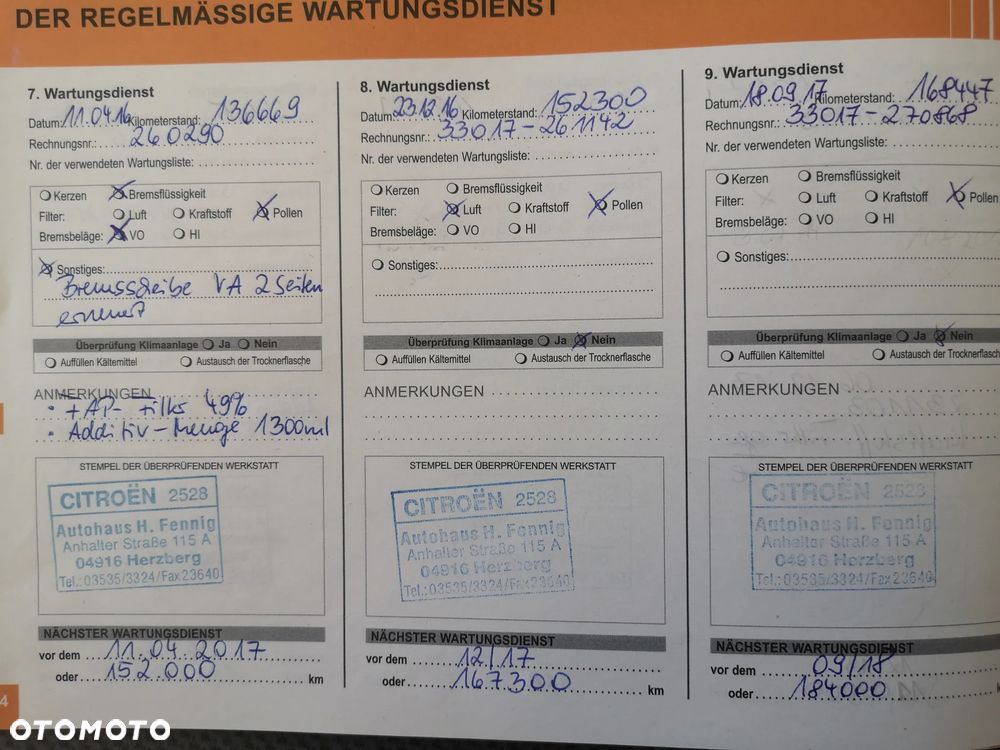 DER REGELMÄSSIGE WARTUNGSDIENST
7. Wartungsdienst
Datum: 11.04.16 Kilometerstand: 136669
Rechnungsnr.: 260290
Nr. der verwendeten Wartungsliste:
Kerzen Bremsflüssigkeit
Filter: Luft Kraftstoff Pollen
Bremsbeläge: VO HI
Sonstiges:
Bremsscheibe VA 2 Seiten
erneuert
Überprüfung Klimaanlage Ja Nein
Auffüllen Kältemittel Austausch der Trocknerflasche
ANMERKUNGEN
• FAP- Filks 49%
• Additiv-Menge 1300ml
STEMPEL DER ÜBERPRÜFENDEN WERKSTATT
CITROËN 2528
Autohaus H. Fennig
Anhalter Straße 115 A
04916 Herzberg
Tel.: 03535/3324/Fax 23640
NÄCHSTER WARTUNGSDIENST
vor dem 11.04.2017
oder 152.000 km
8. Wartungsdienst
Datum: 23.12.16 Kilometerstand: 152300
Rechnungsnr.: 33017-261142
Nr. der verwendeten Wartungsliste:
Kerzen Bremsflüssigkeit
Filter: Luft Kraftstoff Pollen
Bremsbeläge: VO HI
Sonstiges:
Überprüfung Klimaanlage Ja Nein
Auffüllen Kältemittel Austausch der Trocknerflasche
ANMERKUNGEN
STEMPEL DER ÜBERPRÜFENDEN WERKSTATT
CITROËN 2528
Autohaus H. Fennig
Anhalter Straße 115 A
04916 Herzberg
Tel.: 03535/3324/Fax 23640
NÄCHSTER WARTUNGSDIENST
vor dem 12/17
oder 167300 km
9. Wartungsdienst
Datum: 18.09.17 Kilometerstand: 168447
Rechnungsnr.: 33017-270868
Nr. der verwendeten Wartungsliste:
Kerzen Bremsflüssigkeit
Filter: Luft Kraftstoff Pollen
Bremsbeläge: VO HI
Sonstiges:
Überprüfung Klimaanlage Ja Nein
Auffüllen Kältemittel Austausch der Trocknerflasche
ANMERKUNGEN
STEMPEL DER ÜBERPRÜFENDEN WERKSTATT
CITROËN 2528
Autohaus H. Fennig
Anhalter Straße 115 A
04916 Herzberg
Tel.: 03535/3324/Fax 23640
NÄCHSTER WARTUNGSDIENST
vor dem 09/18
oder 184000
4
OTOMOTO